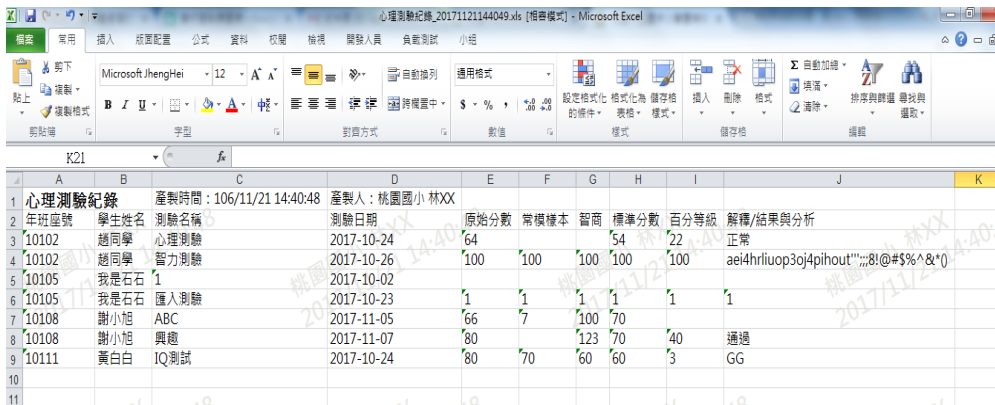 心理測驗紀錄_20171121144049.xls [相容模式] - Microsoft Excel
檔案 常用 插入 版面配置 公式 資料 校閱 檢視 開發人員 負載測試 小組
剪下
複製
複製格式
貼上
剪貼簿
Microsoft JhengHei 12 A A
B I U A 中
字型
自動換列
跨欄置中
對齊方式
通用格式
$ % , .0 .00 .00 .0
數值
設定格式化的條件 格式化為表格 儲存格樣式
樣式
插入 刪除 格式
儲存格
Σ 自動加總
填滿
清除
排序與篩選 尋找與選取
編輯
K21 fx
A B C D E F G H I J K
1 心理測驗紀錄 產製時間:106/11/21 14:40:48 產製人:桃園國小 林XX
2 年班座號 學生姓名 測驗名稱 測驗日期 原始分數 常模樣本 智商 標準分數 百分等級 解釋/結果與分析
3 10102 趙同學 心理測驗 2017-10-24 64 54 22 正常
4 10102 趙同學 智力測驗 2017-10-26 100 100 100 100 100 aei4hrliuop3oj4pihout''";;;8!@#$%^&*()
5 10105 我是石石 1 2017-10-02
6 10105 我是石石 匯入測驗 2017-10-23 1 1 1 1 1 1
7 10108 謝小旭 ABC 2017-11-05 66 7 100 70
8 10108 謝小旭 興趣 2017-11-07 80 123 70 40 通過
9 10111 黃白白 IQ測試 2017-10-24 80 70 60 60 3 GG
10
11